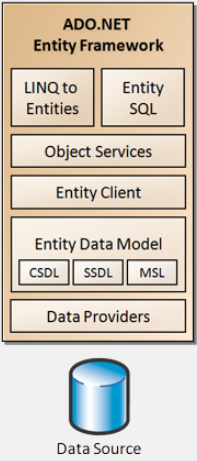 ADO.NET
Entity Framework
LINQ to
Entities
Entity
SQL
Object Services
Entity Client
Entity Data Model
CSDL
SSDL
MSL
Data Providers
Data Source